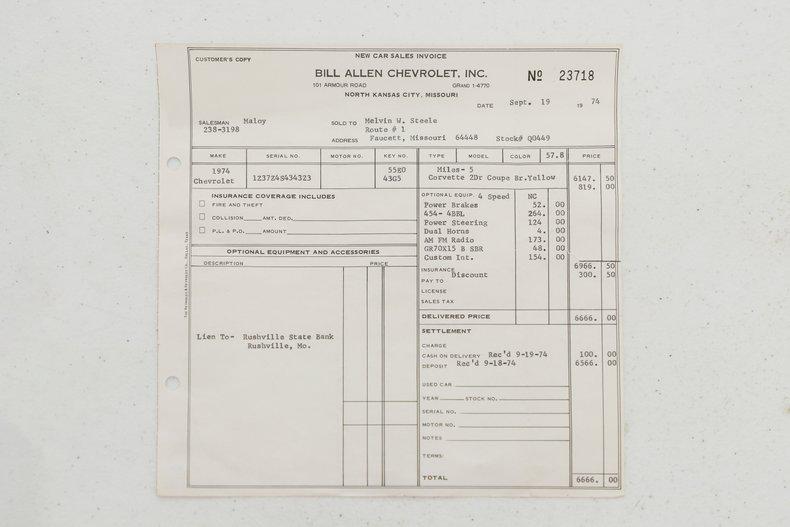 NEW CAR SALES INVOICE
CUSTOMER'S COPY
BILL ALLEN CHEVROLET, INC. Nº 23718
101 ARMOUR ROAD GRAND 1-4770
NORTH KANSAS CITY, MISSOURI
DATE Sept. 19 19 74
SALESMAN Maloy SOLD TO Melvin W. Steele
238-3198 Route # 1
ADDRESS Faucett, Missouri 64448 Stock# Q0449
MAKE SERIAL NO. MOTOR NO. KEY NO. TYPE MODEL COLOR 57.8 PRICE
1974 55E0 Miles- 5
Chevrolet 1Z37Z4S434323 43G5 Corvette 2Dr Coupe Br.Yellow 6147. 50
819. 00
INSURANCE COVERAGE INCLUDES
FIRE AND THEFT
COLLISION AMT. DED.
P.L. & P.D. AMOUNT
OPTIONAL EQUIP. 4 Speed NC
Power Brakes 52. 00
454- 4BBL 264. 00
Power Steering 124 00
Dual Horns 4. 00
AM FM Radio 173. 00
GR70X15 B SBR 48. 00
Custom Int. 154. 00
OPTIONAL EQUIPMENT AND ACCESSORIES
DESCRIPTION PRICE
6966. 50
INSURANCE Discount 300. 50
PAY TO
LICENSE
SALES TAX
DELIVERED PRICE 6666. 00
SETTLEMENT
Lien To- Rushville State Bank
Rushville, Mo.
CHARGE
CASH ON DELIVERY Rec'd 9-19-74 100. 00
DEPOSIT Rec'd 9-18-74 6566. 00
USED CAR
YEAR STOCK NO.
SERIAL NO.
MOTOR NO.
NOTES
TERMS:
TOTAL 6666. 00